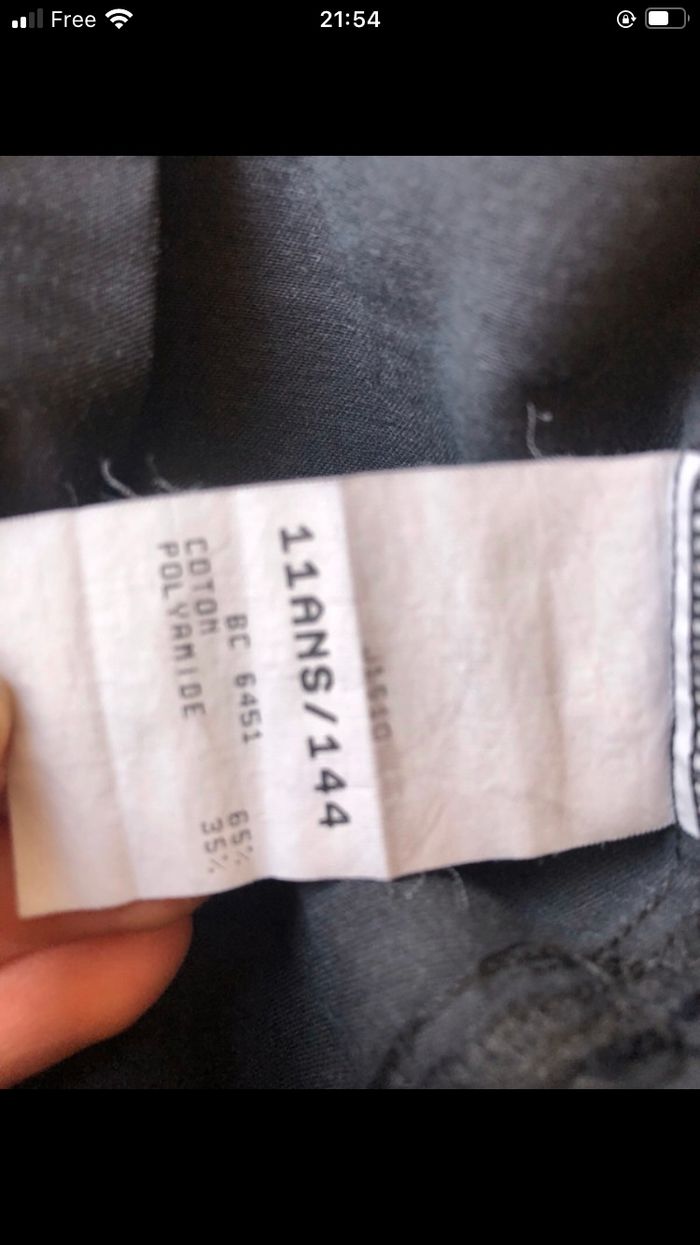 Free 21:54
11ANS/144
BC 6451
COTON 65%
POLYAMIDE 35%